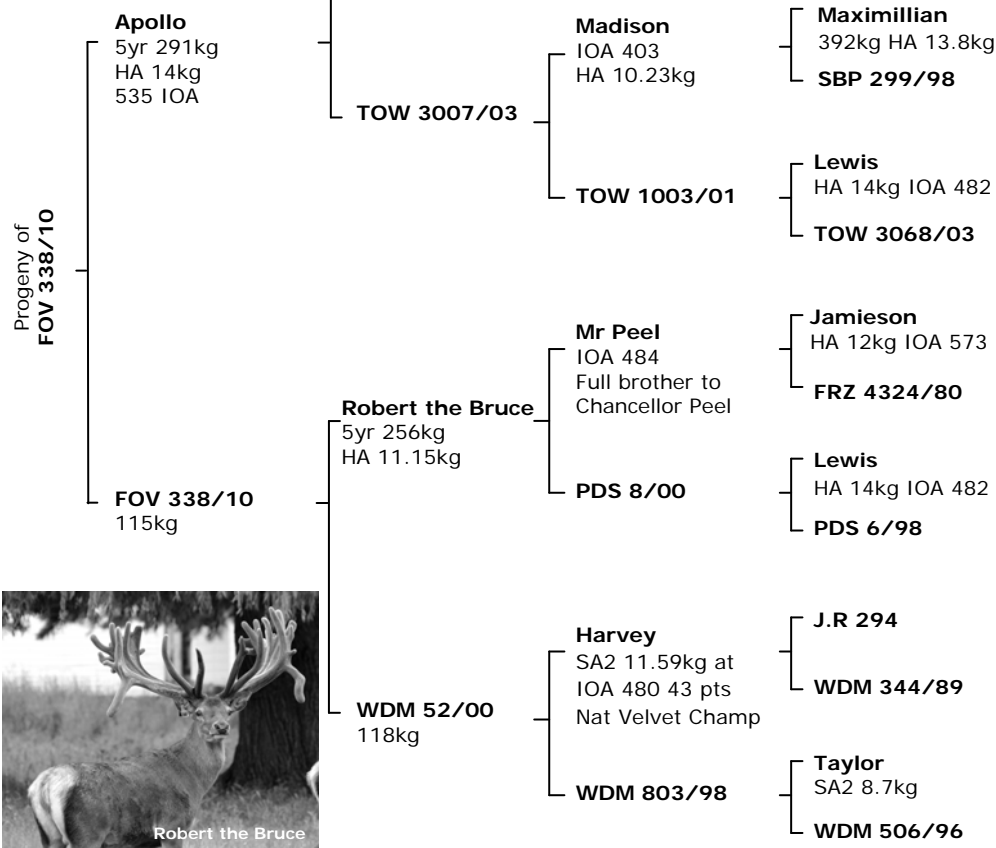 Progeny of
FOV 338/10
Apollo
5yr 291kg
HA 14kg
535 IOA
TOW 3007/03
Madison
IOA 403
HA 10.23kg
Maximillian
392kg HA 13.8kg
SBP 299/98
TOW 1003/01
Lewis
HA 14kg IOA 482
TOW 3068/03
FOV 338/10
115kg
Robert the Bruce
5yr 256kg
HA 11.15kg
Mr Peel
IOA 484
Full brother to
Chancellor Peel
Jamieson
HA 12kg IOA 573
FRZ 4324/80
PDS 8/00
Lewis
HA 14kg IOA 482
PDS 6/98
WDM 52/00
118kg
Harvey
SA2 11.59kg at
IOA 480 43 pts
Nat Velvet Champ
J.R 294
WDM 344/89
WDM 803/98
Taylor
SA2 8.7kg
WDM 506/96
Robert the Bruce